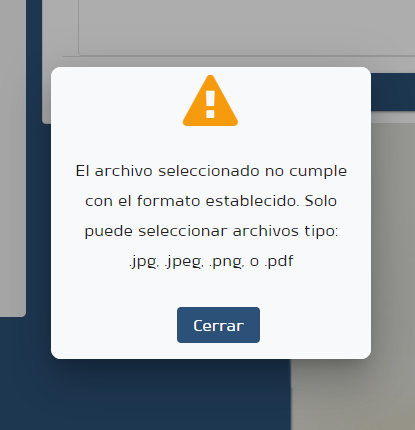 El archivo seleccionado no cumple
con el formato establecido. Solo
puede seleccionar archivos tipo:
.jpg, .jpeg, .png, o .pdf
Cerrar